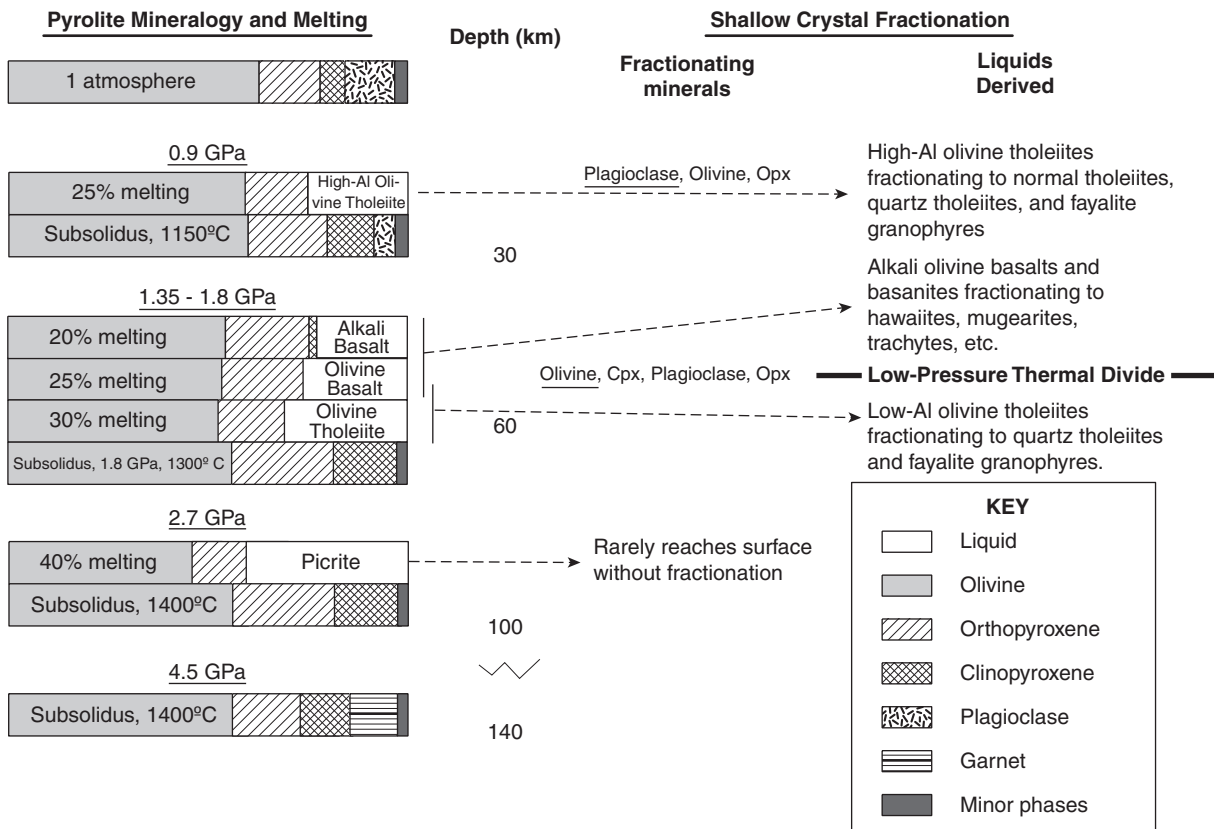 Pyrolite Mineralogy and Melting
Depth (km)
Shallow Crystal Fractionation
Fractionating
minerals
Liquids
Derived
1 atmosphere
0.9 GPa
25% melting
High-Al Oli-
vine Tholeiite
Subsolidus, 1150ºC
30
Plagioclase, Olivine, Opx
High-Al olivine tholeiites
fractionating to normal tholeiites,
quartz tholeiites, and fayalite
granophyres
1.35 - 1.8 GPa
20% melting
Alkali
Basalt
25% melting
Olivine
Basalt
30% melting
Olivine
Tholeiite
Subsolidus, 1.8 GPa, 1300º C
60
Alkali olivine basalts and
basanites fractionating to
hawaiites, mugearites,
trachytes, etc.
Olivine, Cpx, Plagioclase, Opx
Low-Pressure Thermal Divide
Low-Al olivine tholeiites
fractionating to quartz tholeiites
and fayalite granophyres.
2.7 GPa
40% melting
Picrite
Subsolidus, 1400ºC
Rarely reaches surface
without fractionation
100
4.5 GPa
Subsolidus, 1400ºC
140
KEY
Liquid
Olivine
Orthopyroxene
Clinopyroxene
Plagioclase
Garnet
Minor phases